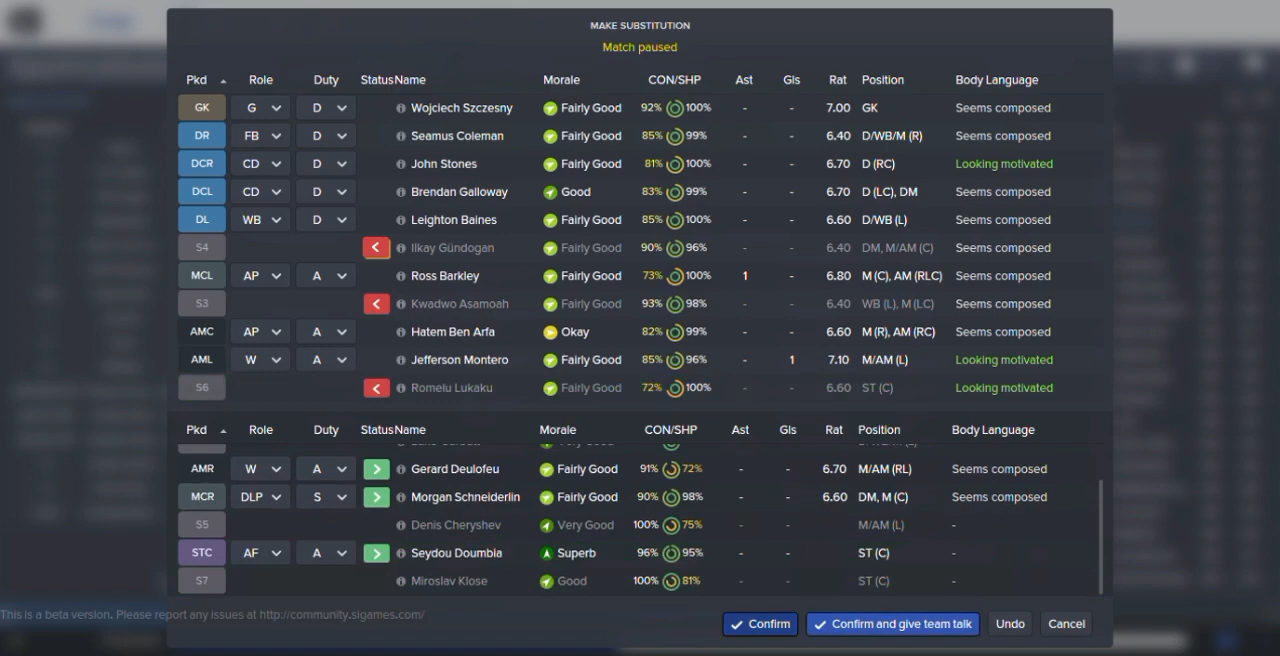 MAKE SUBSTITUTION
Match paused
Pkd Role Duty Status Name Morale CON/SHP Ast Gls Rat Position Body Language
GK G D Wojciech Szczesny Fairly Good 92% 100% - - 7.00 GK Seems composed
DR FB D Seamus Coleman Fairly Good 85% 99% - - 6.40 D/WB/M (R) Seems composed
DCR CD D John Stones Fairly Good 81% 100% - - 6.70 D (RC) Looking motivated
DCL CD D Brendan Galloway Good 83% 99% - - 6.70 D (LC), DM Seems composed
DL WB D Leighton Baines Fairly Good 85% 100% - - 6.60 D/WB (L) Seems composed
S4 Ilkay Gündogan Fairly Good 90% 96% - - 6.40 DM, M/AM (C) Seems composed
MCL AP A Ross Barkley Fairly Good 73% 100% 1 - 6.80 M (C), AM (RLC) Seems composed
S3 Kwadwo Asamoah Fairly Good 93% 98% - - 6.40 WB (L), M (LC) Seems composed
AMC AP A Hatem Ben Arfa Okay 82% 99% - - 6.60 M (R), AM (RC) Seems composed
AML W A Jefferson Montero Fairly Good 85% 96% - 1 7.10 M/AM (L) Looking motivated
S6 Romelu Lukaku Fairly Good 72% 100% - - 6.60 ST (C) Looking motivated
Pkd Role Duty Status Name Morale CON/SHP Ast Gls Rat Position Body Language
AMR W A Gerard Deulofeu Fairly Good 91% 72% - - 6.70 M/AM (RL) Seems composed
MCR DLP S Morgan Schneiderlin Fairly Good 90% 98% - - 6.60 DM, M (C) Seems composed
S5 Denis Cheryshev Very Good 100% 75% - - M/AM (L) -
STC AF A Seydou Doumbia Superb 96% 95% - - ST (C) -
S7 Miroslav Klose Good 100% 81% - - ST (C) -
This is a beta version. Please report any issues at http://community.sigames.com/
Confirm Confirm and give team talk Undo Cancel